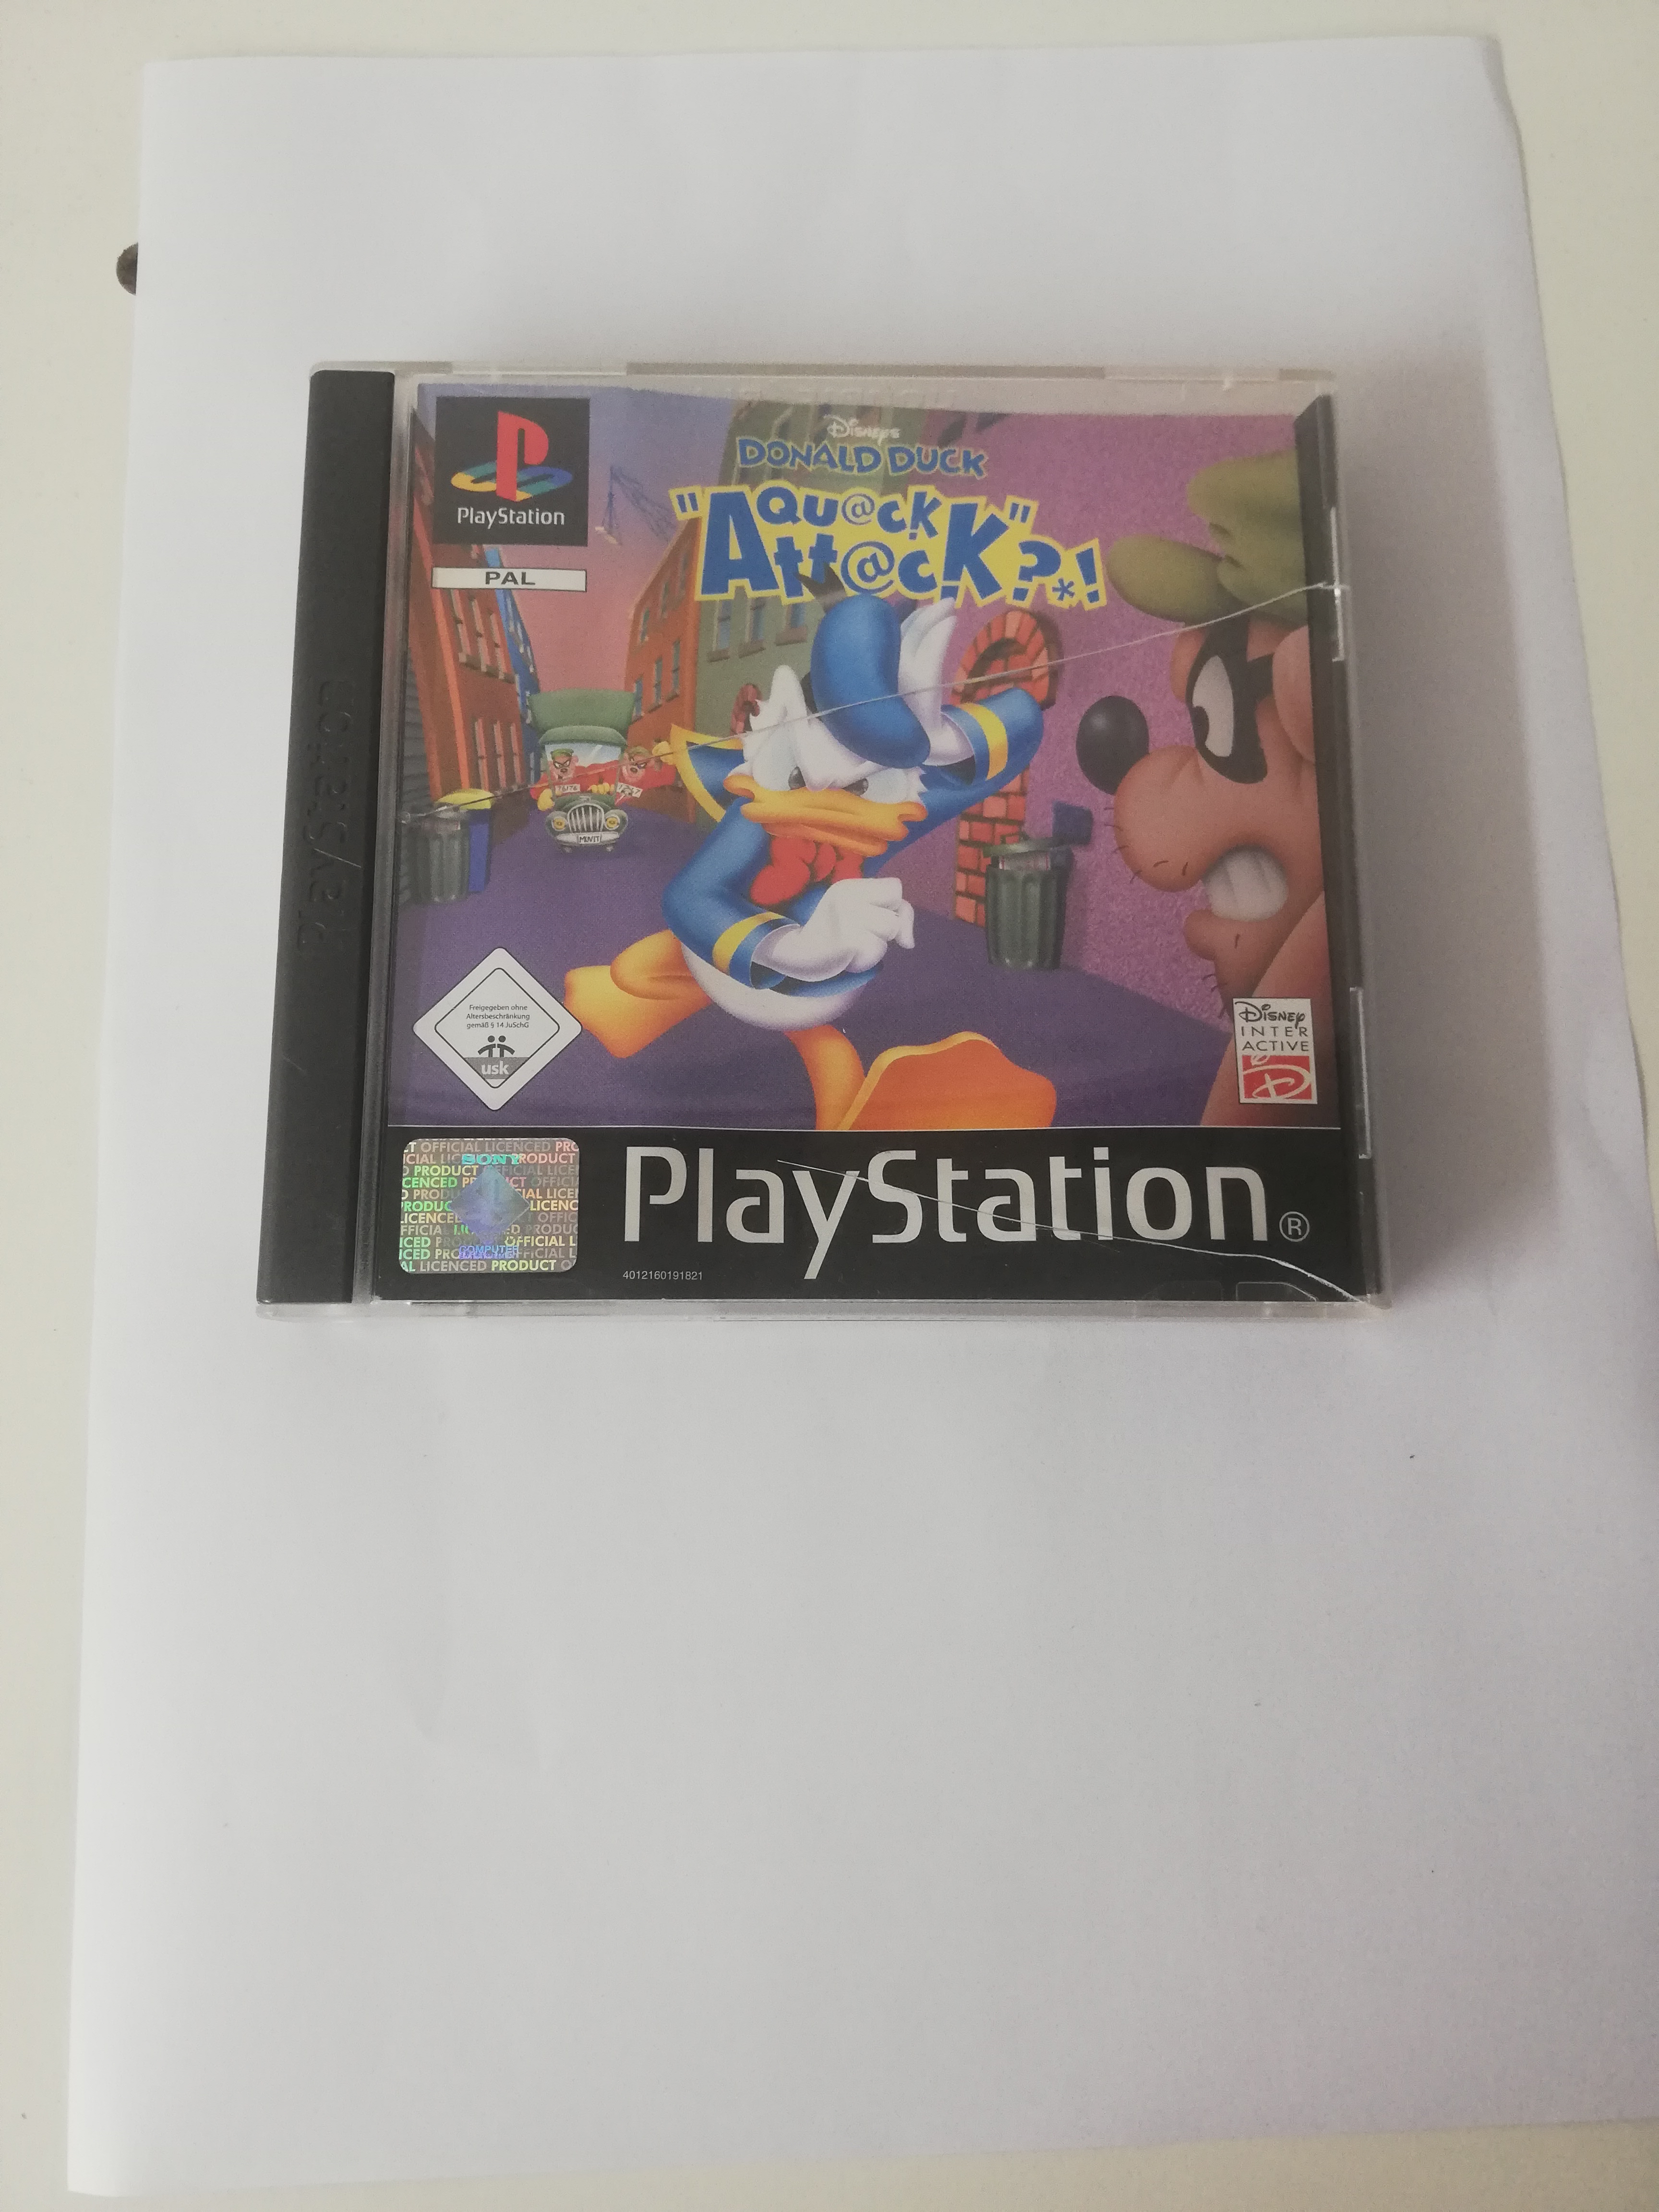 PlayStation
PAL
Disney's
DONALD DUCK
"Qu@ck
Att@ck"?*!
MOVIT
Freigegeben ohne
Altersbeschränkung
gemäß § 14 JuSchG
usk
Disney
INTER
ACTIVE
D
OFFICIAL LICENCED
SONY
PRODUCT
COMPUTER
PlayStation®
4012160191821
PlayStation